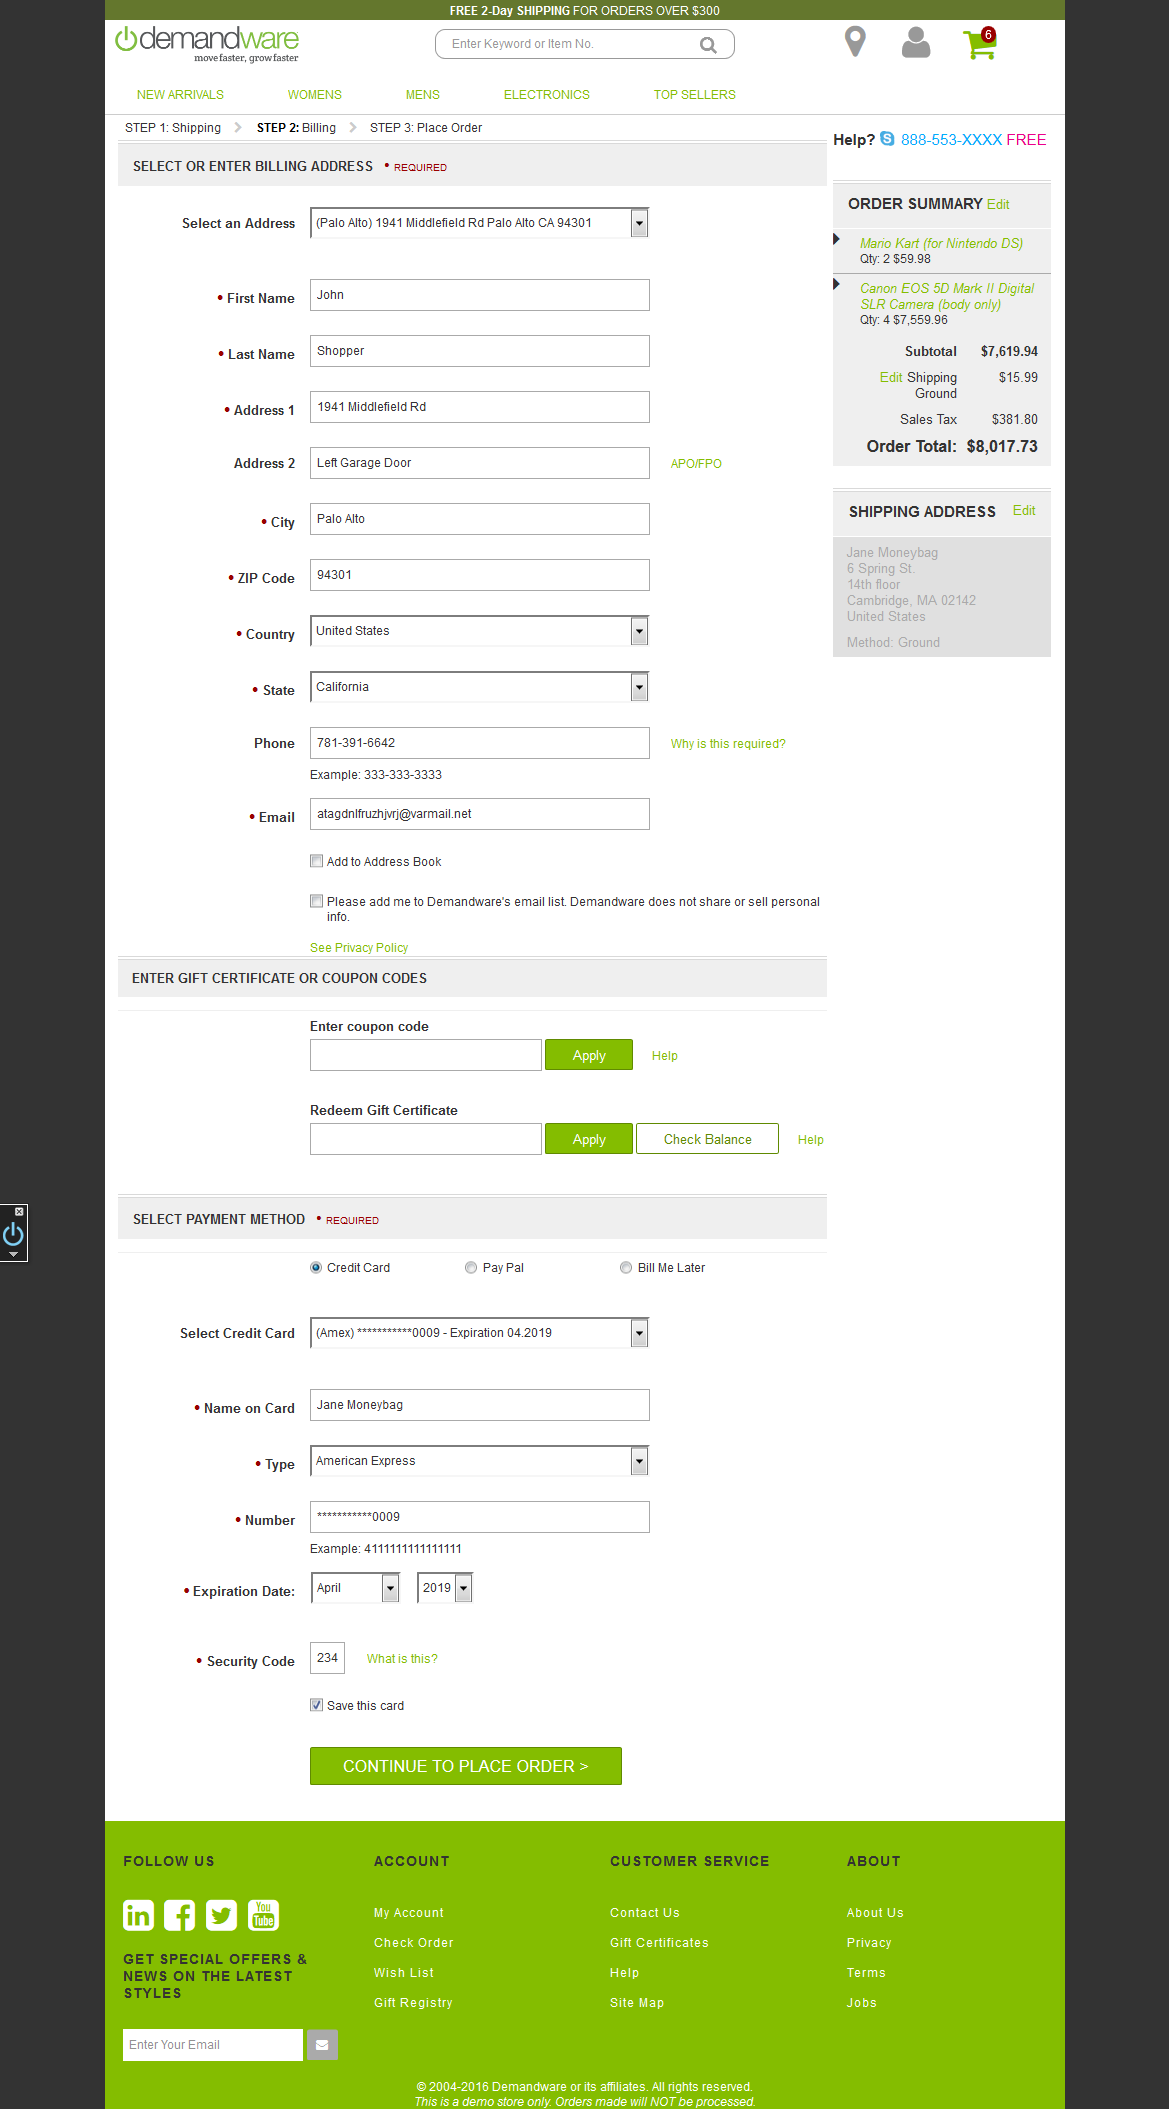 FREE 2-Day SHIPPING FOR ORDERS OVER $300
demandware
move faster, grow faster
Enter Keyword or Item No.
6
NEW ARRIVALS WOMENS MENS ELECTRONICS TOP SELLERS
STEP 1: Shipping STEP 2: Billing STEP 3: Place Order
Help? 888-553-XXXX FREE
SELECT OR ENTER BILLING ADDRESS • REQUIRED
Select an Address (Palo Alto) 1941 Middlefield Rd Palo Alto CA 94301
• First Name John
• Last Name Shopper
• Address 1 1941 Middlefield Rd
Address 2 Left Garage Door APO/FPO
• City Palo Alto
• ZIP Code 94301
• Country United States
• State California
Phone 781-391-6642 Why is this required?
Example: 333-333-3333
• Email atagdnlfruzhjvrj@varmail.net
Add to Address Book
Please add me to Demandware's email list. Demandware does not share or sell personal
info.
See Privacy Policy
ORDER SUMMARY Edit
Mario Kart (for Nintendo DS)
Qty: 2 $59.98
Canon EOS 5D Mark II Digital
SLR Camera (body only)
Qty: 4 $7,559.96
Subtotal $7,619.94
Edit Shipping $15.99
Ground
Sales Tax $381.80
Order Total: $8,017.73
SHIPPING ADDRESS Edit
Jane Moneybag
6 Spring St.
14th floor
Cambridge, MA 02142
United States
Method: Ground
ENTER GIFT CERTIFICATE OR COUPON CODES
Enter coupon code
Apply Help
Redeem Gift Certificate
Apply Check Balance Help
SELECT PAYMENT METHOD • REQUIRED
Credit Card Pay Pal Bill Me Later
Select Credit Card (Amex) ***********0009 - Expiration 04.2019
• Name on Card Jane Moneybag
• Type American Express
• Number ***********0009
Example: 4111111111111111
• Expiration Date: April 2019
• Security Code 234 What is this?
Save this card
CONTINUE TO PLACE ORDER >
FOLLOW US
in f You Tube
GET SPECIAL OFFERS &
NEWS ON THE LATEST
STYLES
Enter Your Email
ACCOUNT
My Account
Check Order
Wish List
Gift Registry
CUSTOMER SERVICE
Contact Us
Gift Certificates
Help
Site Map
ABOUT
About Us
Privacy
Terms
Jobs
© 2004-2016 Demandware or its affiliates. All rights reserved.
This is a demo store only. Orders made will NOT be processed.